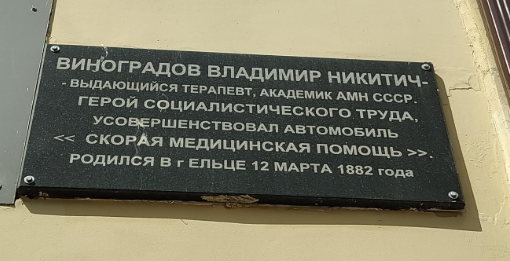 ВИНОГРАДОВ ВЛАДИМИР НИКИТИЧ-
- ВЫДАЮЩИЙСЯ ТЕРАПЕВТ, АКАДЕМИК АМН СССР.
ГЕРОЙ СОЦИАЛИСТИЧЕСКОГО ТРУДА,
УСОВЕРШЕНСТВОВАЛ АВТОМОБИЛЬ
<< СКОРАЯ МЕДИЦИНСКАЯ ПОМОЩЬ >>.
РОДИЛСЯ В г ЕЛЬЦЕ 12 МАРТА 1882 года